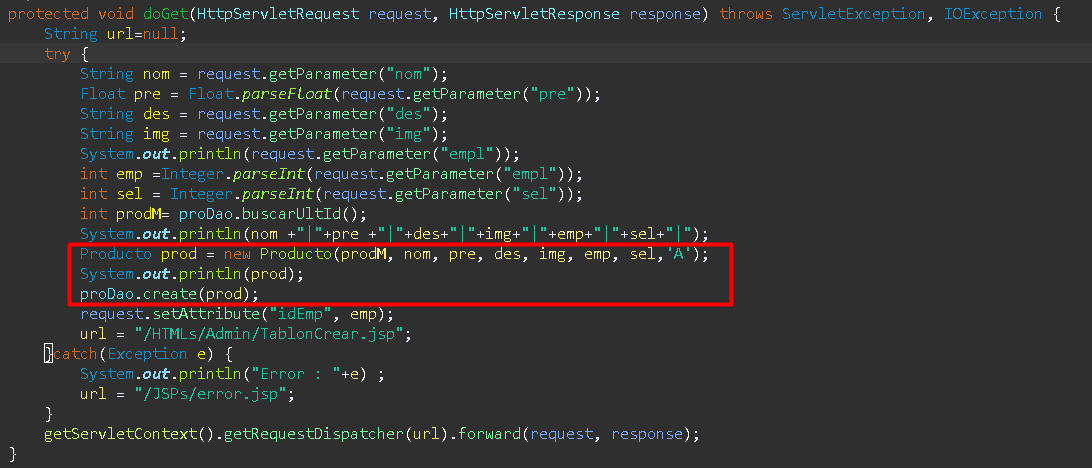 protected void doGet(HttpServletRequest request, HttpServletResponse response) throws ServletException, IOException {
String url=null;
try {
String nom = request.getParameter("nom");
Float pre = Float.parseFloat(request.getParameter("pre"));
String des = request.getParameter("des");
String img = request.getParameter("img");
System.out.println(request.getParameter("empl"));
int emp =Integer.parseInt(request.getParameter("empl"));
int sel = Integer.parseInt(request.getParameter("sel"));
int prodM= proDao.buscarUltId();
System.out.println(nom +"|"+pre +"|"+des+"|"+img+"|"+emp+"|"+sel+"|");
Producto prod = new Producto(prodM, nom, pre, des, img, emp, sel,'A');
System.out.println(prod);
proDao.create(prod);
request.setAttribute("idEmp", emp);
url = "/HTMLs/Admin/TablonCrear.jsp";
}catch(Exception e) {
System.out.println("Error : "+e) ;
url = "/JSPs/error.jsp";
}
getServletContext().getRequestDispatcher(url).forward(request, response);
}